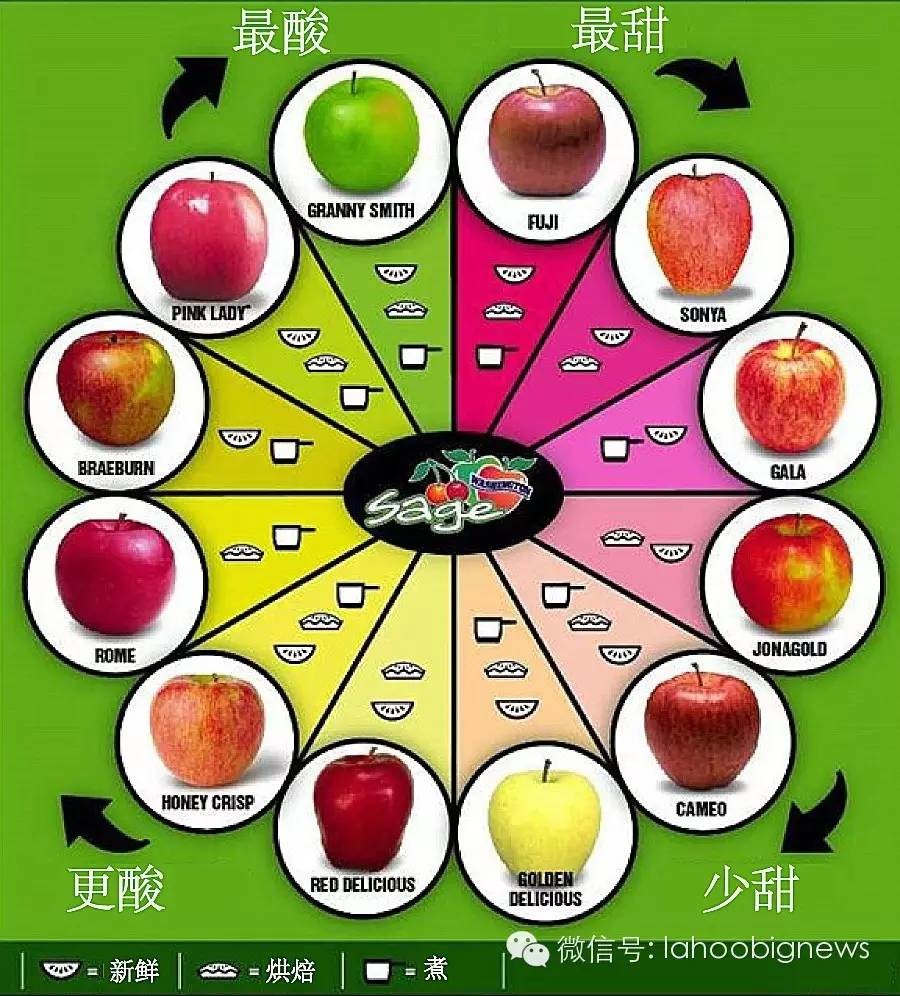 最酸
最甜
GRANNY SMITH
FUJI
PINK LADY
SONYA
BRAEBURN
GALA
WASHINGTON
Sage
ROME
JONAGOLD
HONEY CRISP
CAMEO
RED DELICIOUS
GOLDEN
DELICIOUS
更酸
少甜
= 新鲜
= 烘焙
= 煮
微信号: lahoobignews